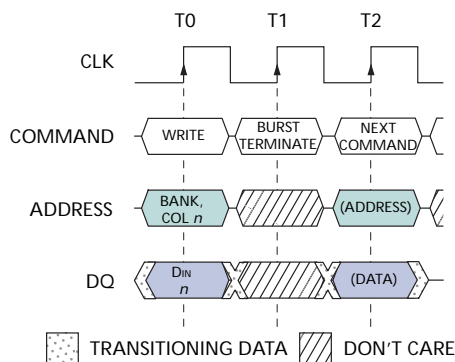 T0 T1 T2
CLK
COMMAND WRITE BURST TERMINATE NEXT COMMAND
ADDRESS BANK, COL n (ADDRESS)
DQ DIN n (DATA)
TRANSITIONING DATA DON'T CARE